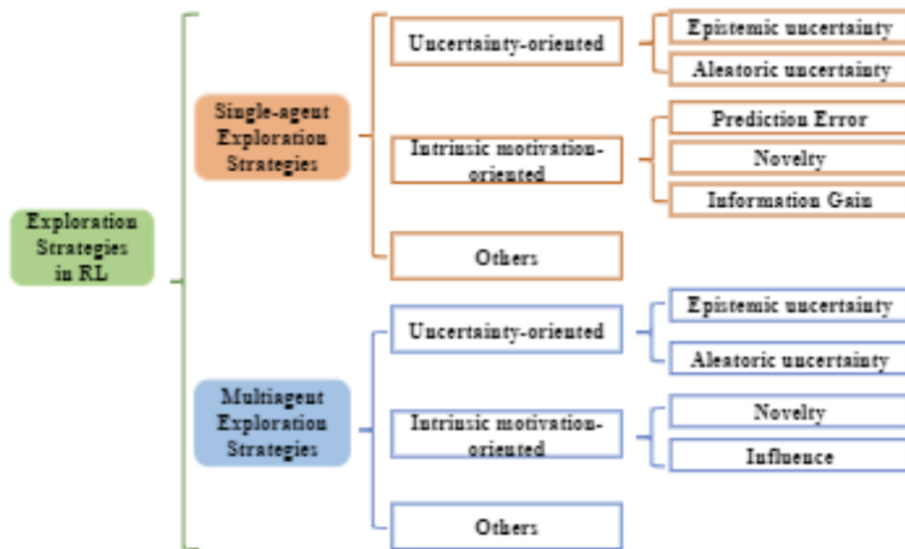 Exploration
Strategies
in RL
Single-agent
Exploration
Strategies
Uncertainty-oriented
Epistemic uncertainty
Aleatoric uncertainty
Intrinsic motivation-
oriented
Prediction Error
Novelty
Information Gain
Others
Multiagent
Exploration
Strategies
Uncertainty-oriented
Epistemic uncertainty
Aleatoric uncertainty
Intrinsic motivation-
oriented
Novelty
Influence
Others